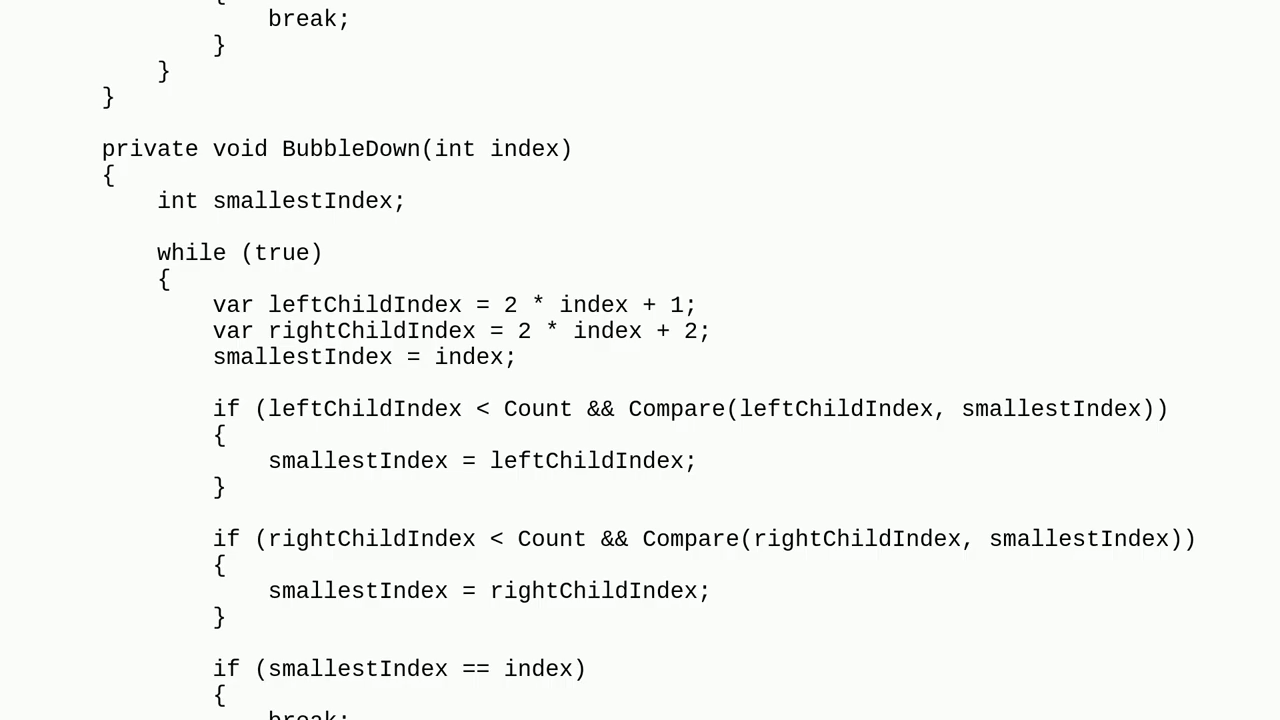 {
break;
}
}
}
private void BubbleDown(int index)
{
int smallestIndex;
while (true)
{
var leftChildIndex = 2 * index + 1;
var rightChildIndex = 2 * index + 2;
smallestIndex = index;
if (leftChildIndex < Count && Compare(leftChildIndex, smallestIndex))
{
smallestIndex = leftChildIndex;
}
if (rightChildIndex < Count && Compare(rightChildIndex, smallestIndex))
{
smallestIndex = rightChildIndex;
}
if (smallestIndex == index)
{
break;